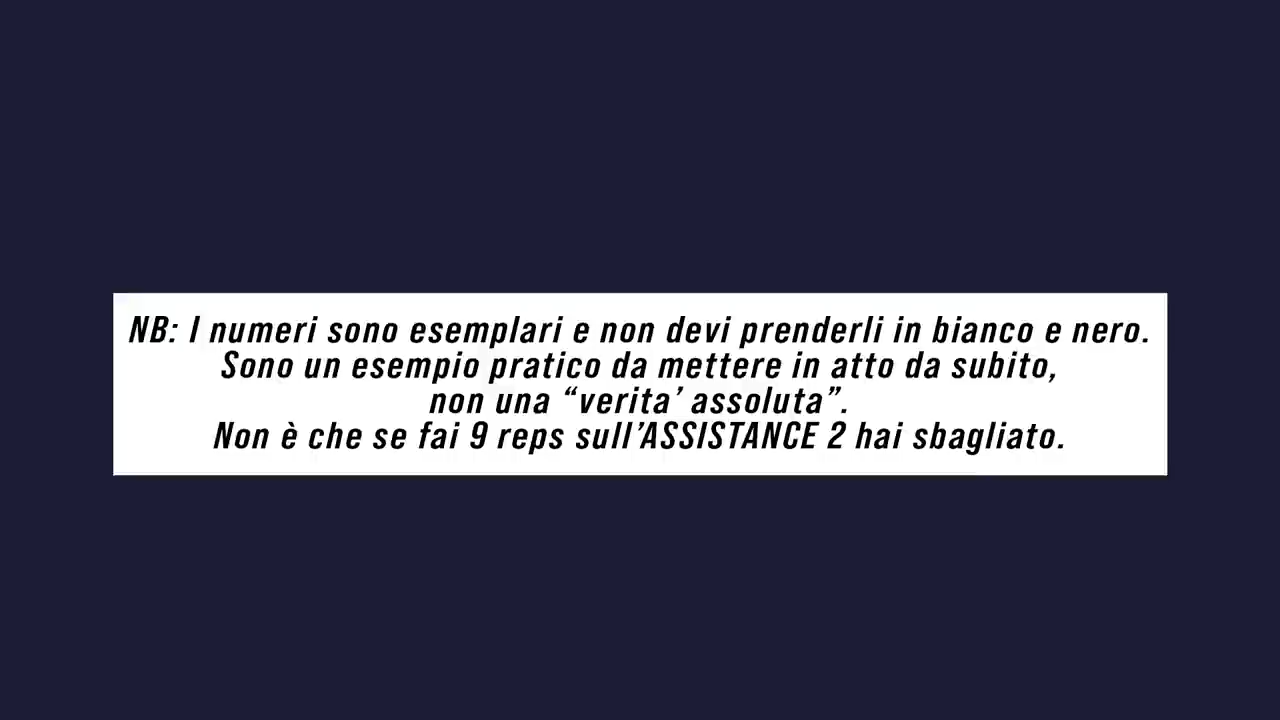 NB: I numeri sono esemplari e non devi prenderli in bianco e nero.
Sono un esempio pratico da mettere in atto da subito,
non una “verita’ assoluta”.
Non è che se fai 9 reps sull’ASSISTANCE 2 hai sbagliato.